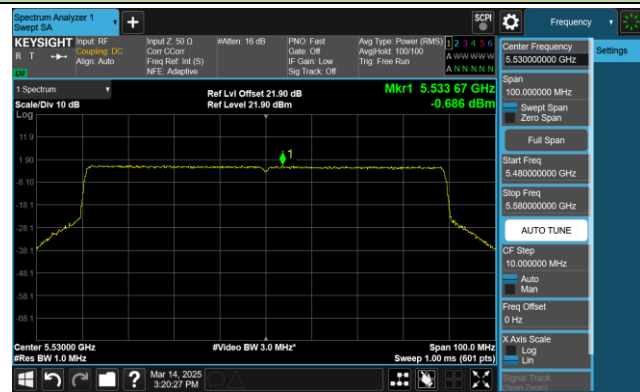 Spectrum Analyzer 1
Swept SA
KEYSIGHT
R T
Input: RF
Coupling: DC
Align: Auto
Input Z: 50 Ω
Corr CCorr
Freq Ref: Int (S)
NFE: Adaptive
#Atten: 16 dB
PNO: Fast
Gate: Off
IF Gain: Low
Sig Track: Off
Avg Type: Power (RMS)
Avg|Hold: 100/100
Trig: Free Run
1 2 3 4 5 6
A W W W W W
A N N N N N
SCPI
1 Spectrum
Scale/Div 10 dB
Log
Ref Lvl Offset 21.90 dB
Ref Level 21.90 dBm
Mkr1 5.533 67 GHz
-0.686 dBm
11.9
1.90
-8.10
-18.1
-28.1
-38.1
-48.1
-58.1
-68.1
1
Center 5.53000 GHz
#Res BW 1.0 MHz
#Video BW 3.0 MHz*
Span 100.0 MHz
Sweep 1.00 ms (601 pts)
Mar 14, 2025
3:20:27 PM
Frequency
Settings
Center Frequency
5.530000000 GHz
Span
100.000000 MHz
Swept Span
Zero Span
Full Span
Start Freq
5.480000000 GHz
Stop Freq
5.580000000 GHz
AUTO TUNE
CF Step
10.000000 MHz
Auto
Man
Freq Offset
0 Hz
X Axis Scale
Log
Lin
Signal Track
(Span Zoom)